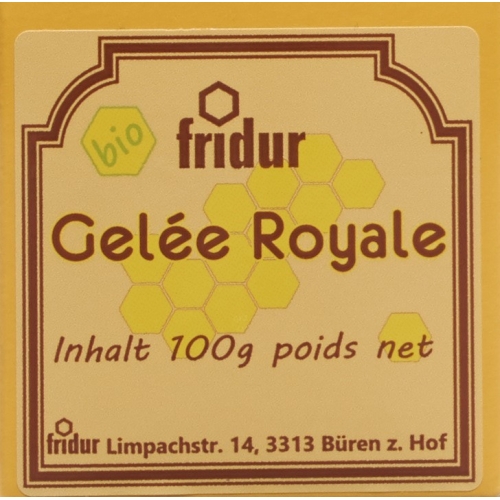 bio
fridur
Gelée Royale
Inhalt 100g poids net
fridur Limpachstr. 14, 3313 Büren z. Hof